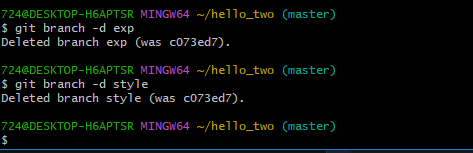 724@DESKTOP-H6APTSR MINGW64 ~/hello_two (master)
$ git branch -d exp
Deleted branch exp (was c073ed7).
724@DESKTOP-H6APTSR MINGW64 ~/hello_two (master)
$ git branch -d style
Deleted branch style (was c073ed7).
724@DESKTOP-H6APTSR MINGW64 ~/hello_two (master)
$